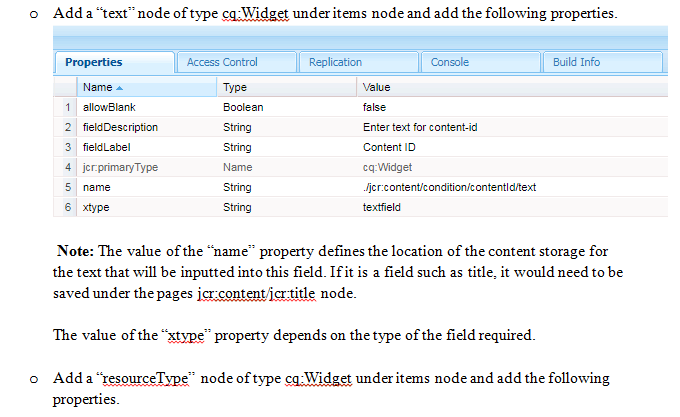 o Add a “text” node of type cq:Widget under items node and add the following properties.
Properties Access Control Replication Console Build Info
Name Type Value
1 allowBlank Boolean false
2 fieldDescription String Enter text for content-id
3 fieldLabel String Content ID
4 jcr:primaryType Name cq:Widget
5 name String ./jcr:content/condition/contentId/text
6 xtype String textfield
Note: The value of the “name” property defines the location of the content storage for
the text that will be inputted into this field. If it is a field such as title, it would need to be
saved under the pages jcr:content/jcr:title node.
The value of the “xtype” property depends on the type of the field required.
o Add a “resourceType” node of type cq:Widget under items node and add the following
properties.